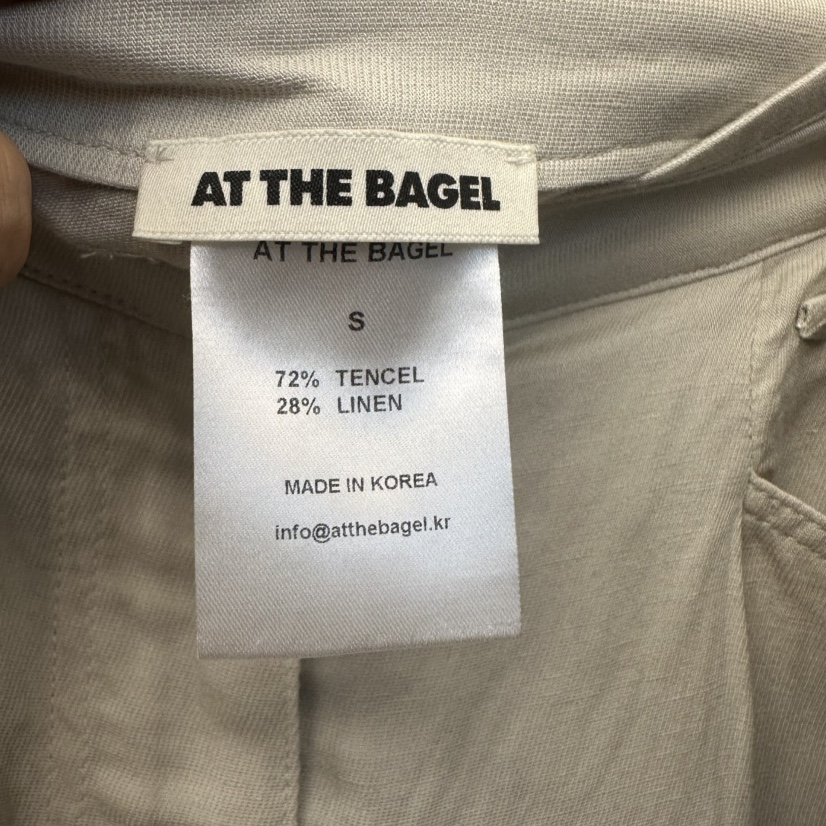 AT THE BAGEL
AT THE BAGEL
S
72% TENCEL
28% LINEN
MADE IN KOREA
info@atthebagel.kr